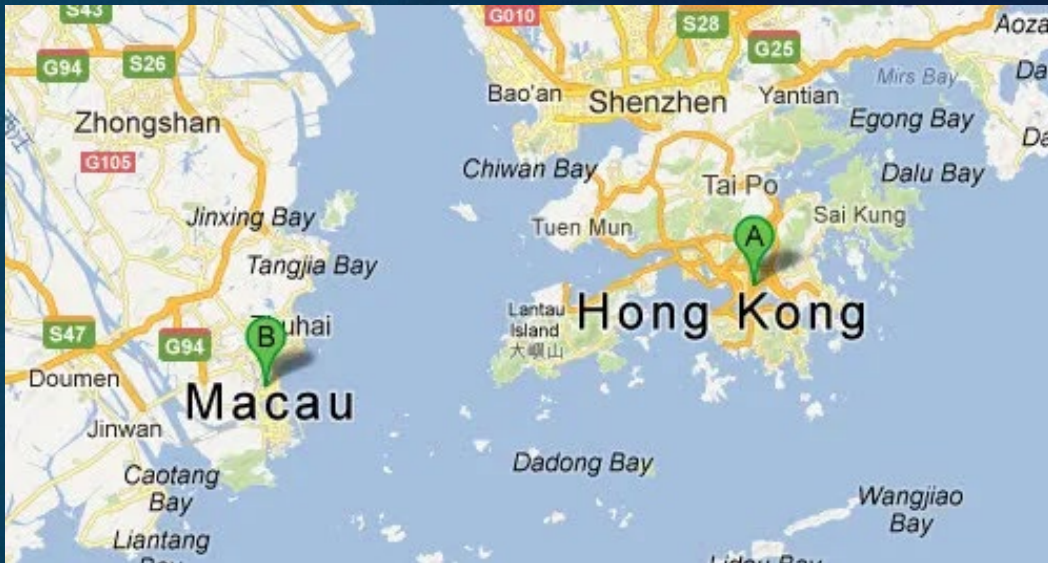 S43
G010
S28
Aoza
G94
S26
G25
Mirs Bay
Da
Bao'an
Shenzhen
Yantian
Zhongshan
Egong Bay
Da
G105
Chiwan Bay
Dalu Bay
Tai Po
Jinxing Bay
Tuen Mun
Sai Kung
A
Tangjia Bay
Lantau
Island
大嶼山
Hong Kong
S47
G94
B
Doumen
Macau
Jinwan
Caotang
Bay
Dadong Bay
Wangjiao
Bay
Liantang